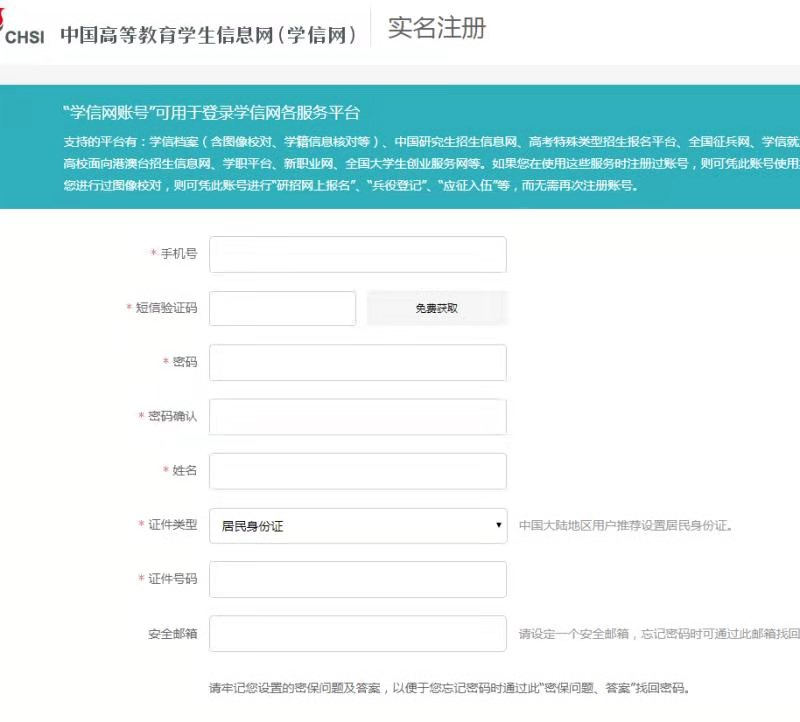 CHSI 中国高等教育学生信息网(学信网) 实名注册
“学信网账号”可用于登录学信网各服务平台
支持的平台有：学信档案（含图像校对、学籍信息核对等）、中国研究生招生信息网、高考特殊类型招生报名平台、全国征兵网、学信就
高校面向港澳台招生信息网、学职平台、新职业网、全国大学生创业服务网等。如果您在使用这些服务时注册过账号，则可凭此账号使用
您进行过图像校对，则可凭此账号进行“研招网上报名”、“兵役登记”、“应征入伍”等，而无需再次注册账号。
* 手机号
* 短信验证码 免费获取
* 密码
* 密码确认
* 姓名
* 证件类型 居民身份证 中国大陆地区用户推荐设置居民身份证。
* 证件号码
安全邮箱 请设定一个安全邮箱，忘记密码时可通过此邮箱找回
请牢记您设置的密保问题及答案，以便于您忘记密码时通过此“密保问题、答案”找回密码。